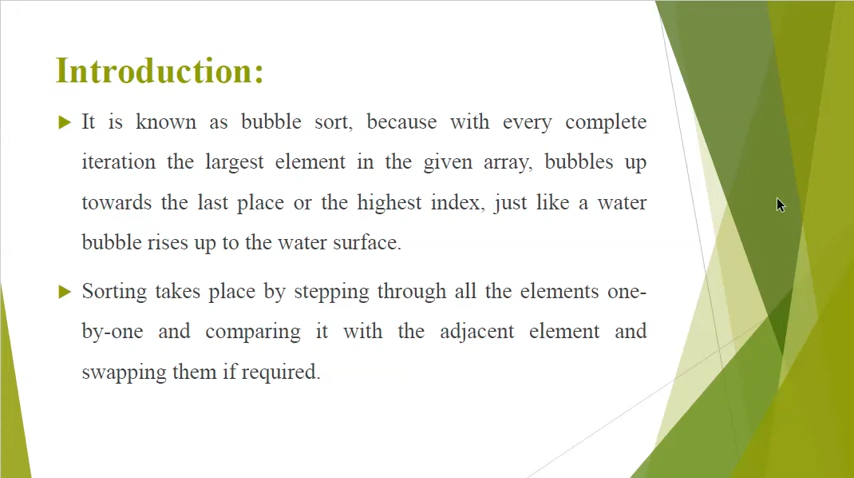 Introduction:
It is known as bubble sort, because with every complete
iteration the largest element in the given array, bubbles up
towards the last place or the highest index, just like a water
bubble rises up to the water surface.
Sorting takes place by stepping through all the elements one-
by-one and comparing it with the adjacent element and
swapping them if required.